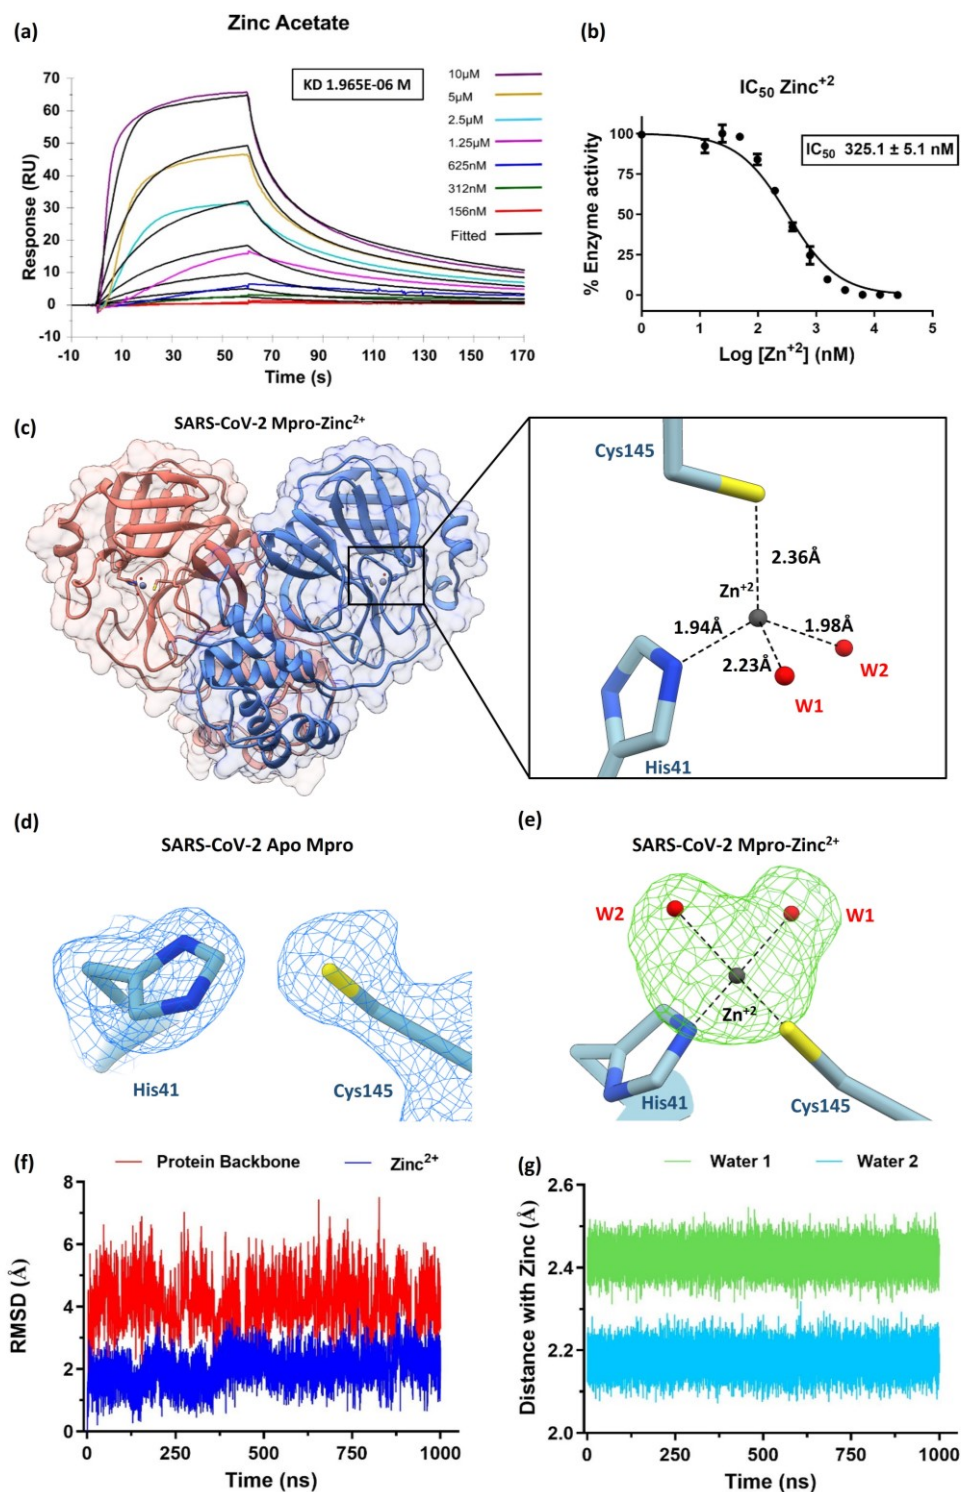 (a)
Zinc Acetate
KD 1.965E-06 M
10µM
5µM
2.5µM
1.25µM
625nM
312nM
156nM
Fitted
Response (RU)
70
60
50
40
30
20
10
0
-10
-10 10 30 50 70 90 110 130 150 170
Time (s)
(b)
IC50 Zinc+2
IC50 325.1 ± 5.1 nM
% Enzyme activity
100
75
50
25
0
0 1 2 3 4 5
Log [Zn+2] (nM)
(c)
SARS-CoV-2 Mpro-Zinc2+
Cys145
2.36Å
Zn+2
1.94Å
1.98Å
2.23Å
W2
W1
His41
(d)
SARS-CoV-2 Apo Mpro
His41
Cys145
(e)
SARS-CoV-2 Mpro-Zinc2+
W2
W1
Zn+2
His41
Cys145
(f)
Protein Backbone Zinc2+
RMSD (Å)
8
6
4
2
0
0 250 500 750 1000
Time (ns)
(g)
Water 1 Water 2
Distance with Zinc (Å)
2.6
2.4
2.2
2.0
0 250 500 750 1000
Time (ns)